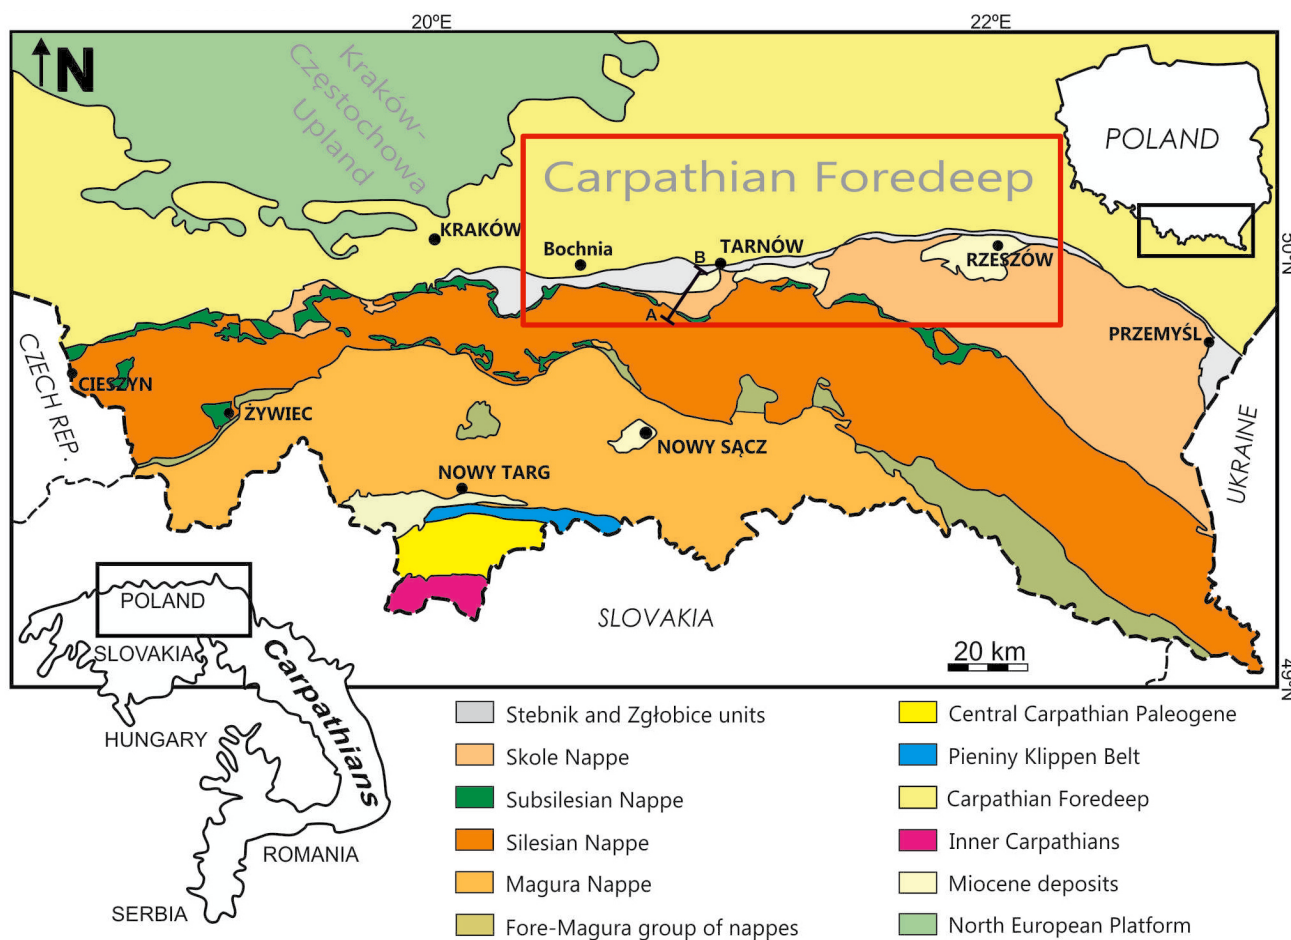 20ºE
22ºE
N
Kraków-
Częstochowa
Upland
POLAND
Carpathian Foredeep
KRAKÓW
Bochnia
B
TARNÓW
RZESZÓW
50ºN
A
PRZEMYŚL
CZECH REP.
CIESZYN
ŻYWIEC
NOWY SĄCZ
UKRAINE
NOWY TARG
POLAND
SLOVAKIA
SLOVAKIA
20 km
49ºN
Carpathians
HUNGARY
ROMANIA
SERBIA
Stebnik and Zgłobice units
Skole Nappe
Subsilesian Nappe
Silesian Nappe
Magura Nappe
Fore-Magura group of nappes
Central Carpathian Paleogene
Pieniny Klippen Belt
Carpathian Foredeep
Inner Carpathians
Miocene deposits
North European Platform